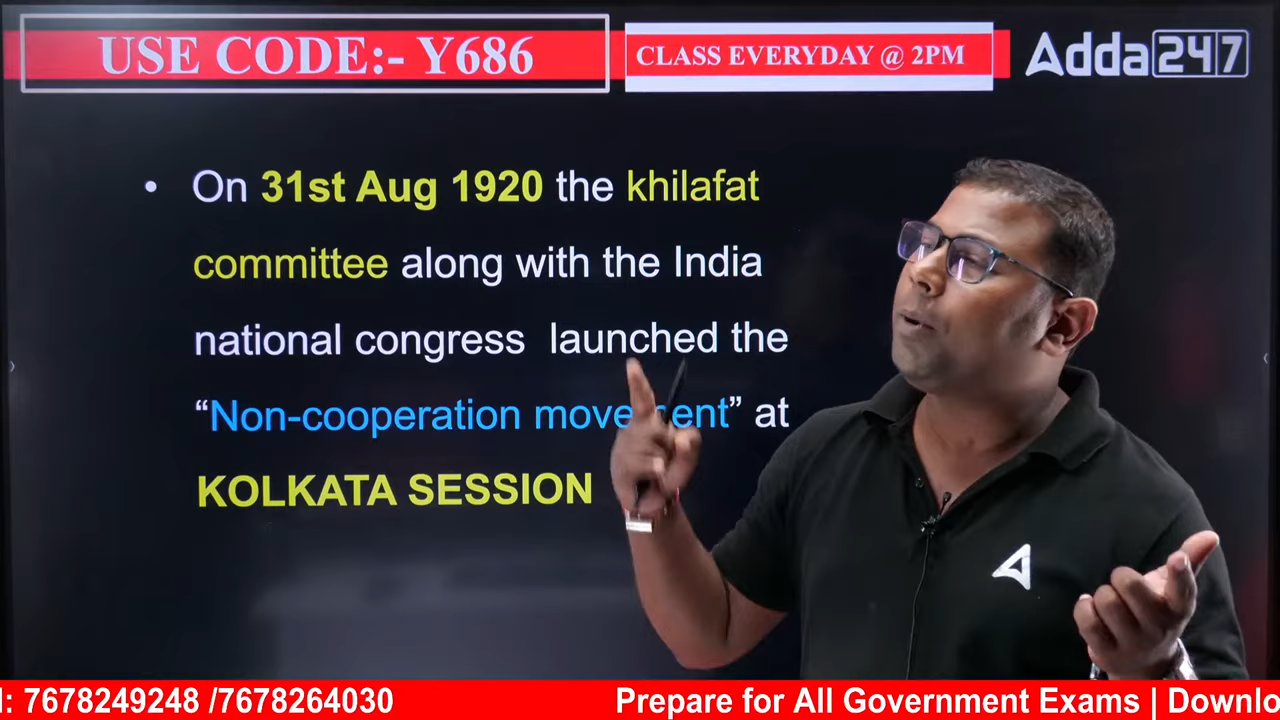 USE CODE:- Y686
CLASS EVERYDAY @ 2PM
Adda247
• On 31st Aug 1920 the khilafat
committee along with the India
national congress launched the
“Non-cooperation movement” at
KOLKATA SESSION
: 7678249248 /7678264030
Prepare for All Government Exams |